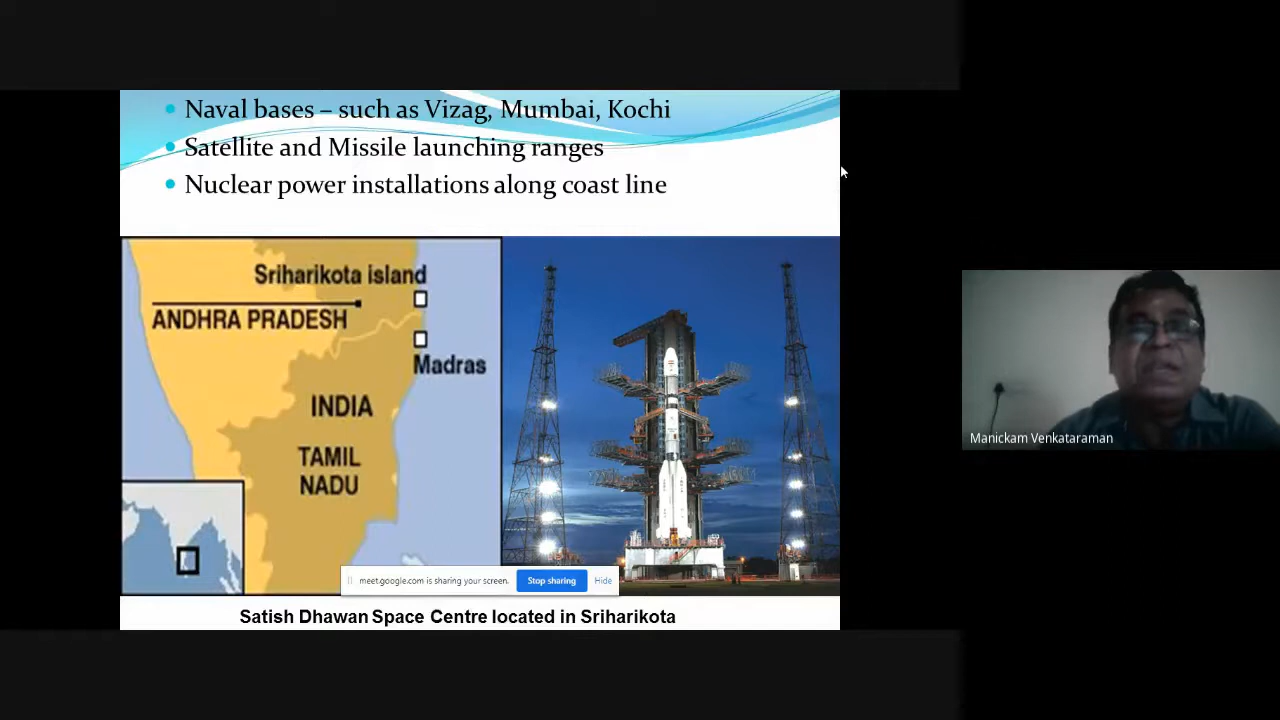 Naval bases – such as Vizag, Mumbai, Kochi
Satellite and Missile launching ranges
Nuclear power installations along coast line
Sriharikota island
ANDHRA PRADESH
Madras
INDIA
TAMIL
NADU
meet.google.com is sharing your screen.
Stop sharing
Hide
Satish Dhawan Space Centre located in Sriharikota
Manickam Venkataraman